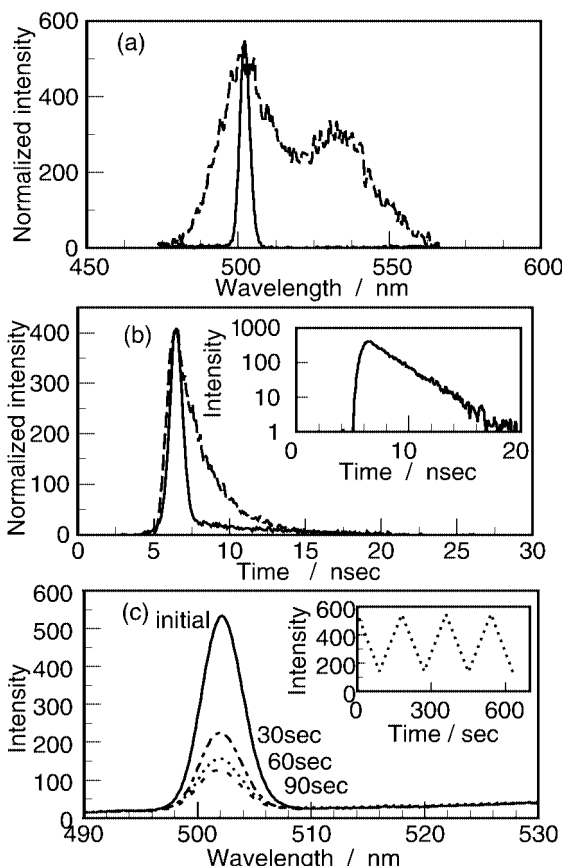 600
(a)
Normalized intensity
400
200
0
450 500 550 600
Wavelength / nm
400
(b)
Normalized intensity
300
200
100
0
0 5 10 15 20 25 30
Time / nsec
1000
100
10
1
Intensity
0 10 20
Time / nsec
600
(c) initial
500
Intensity
400
300
200
100
0
30sec
60sec
90sec
490 500 510 520 530
Wavelength / nm
600
400
200
0
Intensity
0 300 600
Time / sec